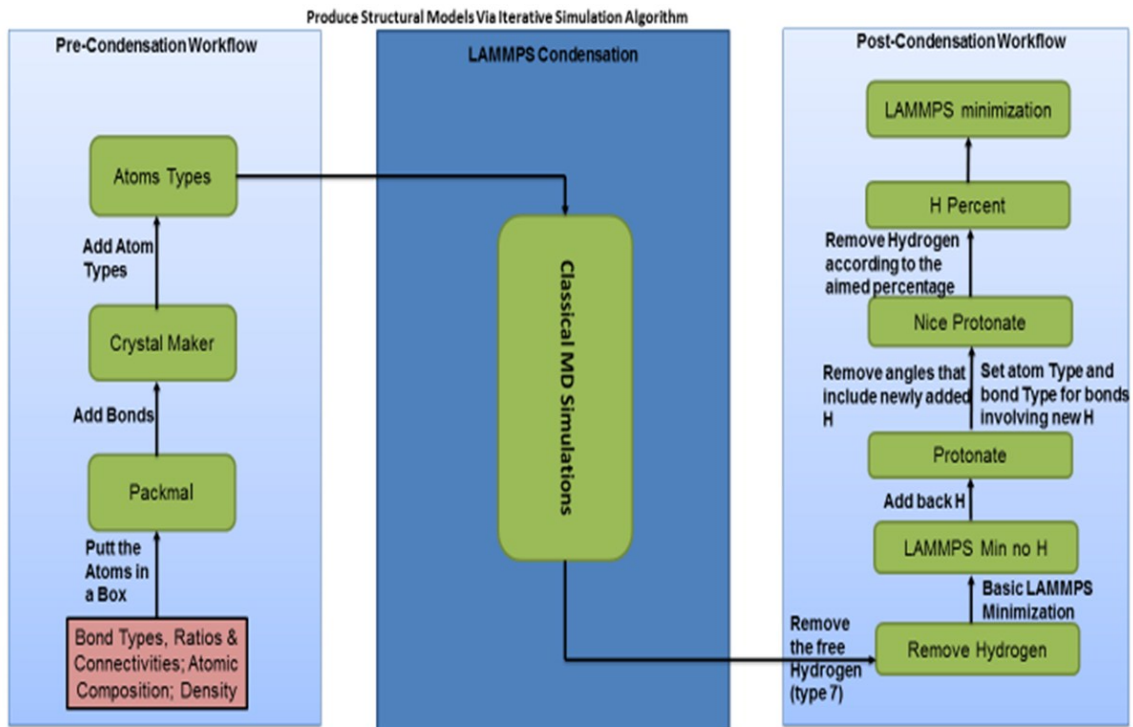 Produce Structural Models Via Iterative Simulation Algorithm
Pre-Condensation Workflow
Atoms Types
Add Atom
Types
Crystal Maker
Add Bonds
Packmal
Putt the
Atoms in
a Box
Bond Types, Ratios &
Connectivities; Atomic
Composition; Density
LAMMPS Condensation
Classical MD Simulations
Post-Condensation Workflow
LAMMPS minimization
H Percent
Remove Hydrogen
according to the
aimed percentage
Nice Protonate
Remove angles that
include newly added
H
Set atom Type and
bond Type for bonds
involving new H
Protonate
Add back H
LAMMPS Min no H
Basic LAMMPS
Minimization
Remove
the free
Hydrogen
(type 7)
Remove Hydrogen